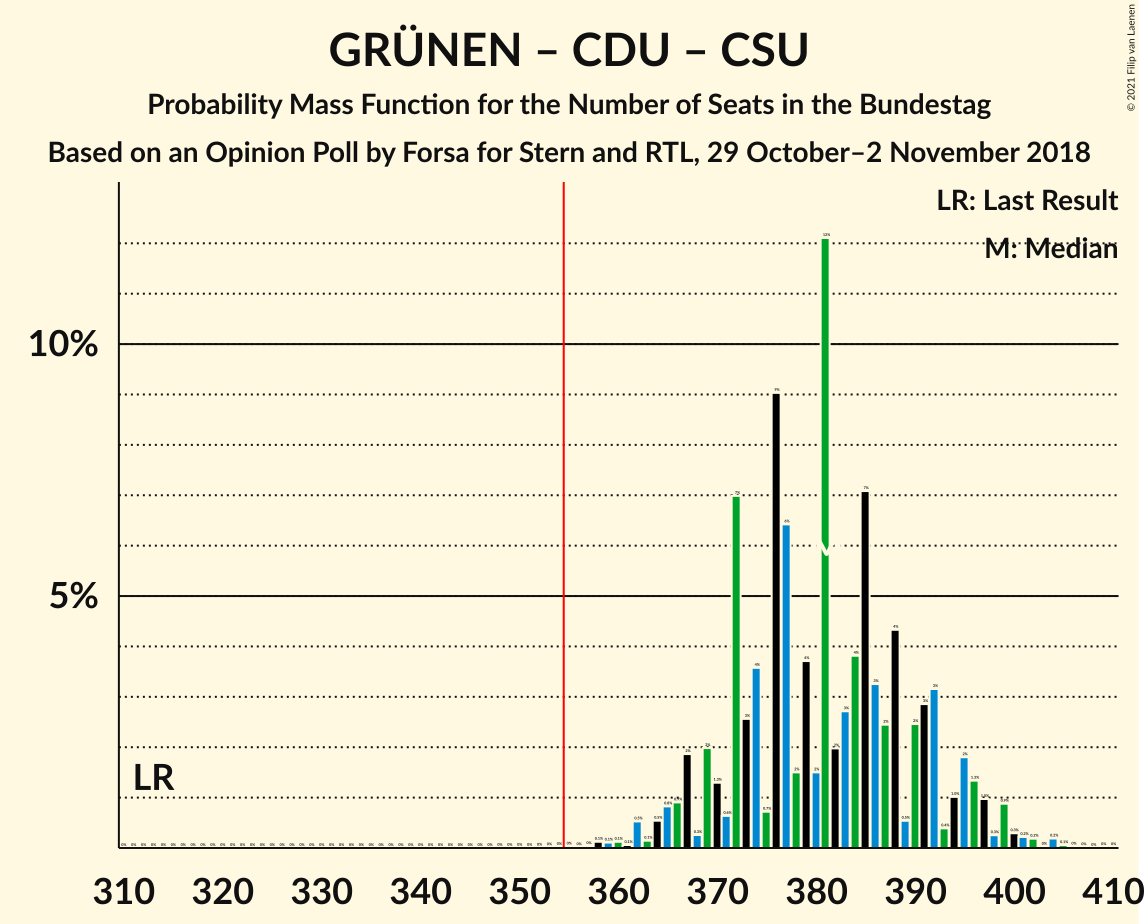 GRÜNEN – CDU – CSU
Probability Mass Function for the Number of Seats in the Bundestag
Based on an Opinion Poll by Forsa for Stern and RTL, 29 October–2 November 2018
© 2021 Filip van Laenen
LR: Last Result
M: Median
10%
5%
LR
310 320 330 340 350 360 370 380 390 400 410